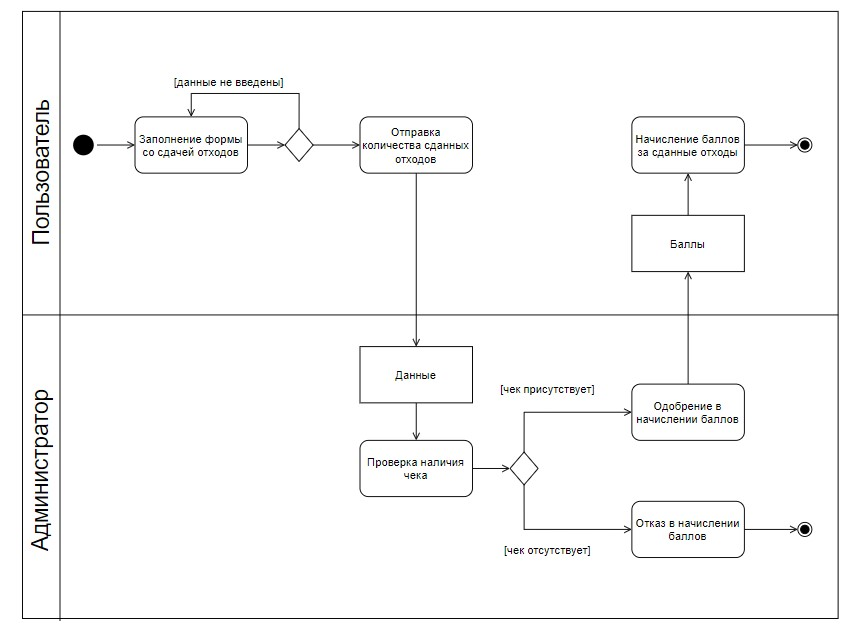 Пользователь
[данные не введены]
Заполнение формы
со сдачей отходов
Отправка
количества сданных
отходов
Начисление баллов
за сданные отходы
Баллы
Администратор
Данные
Проверка наличия
чека
[чек присутствует]
Одобрение в
начислении баллов
[чек отсутствует]
Отказ в начислении
баллов